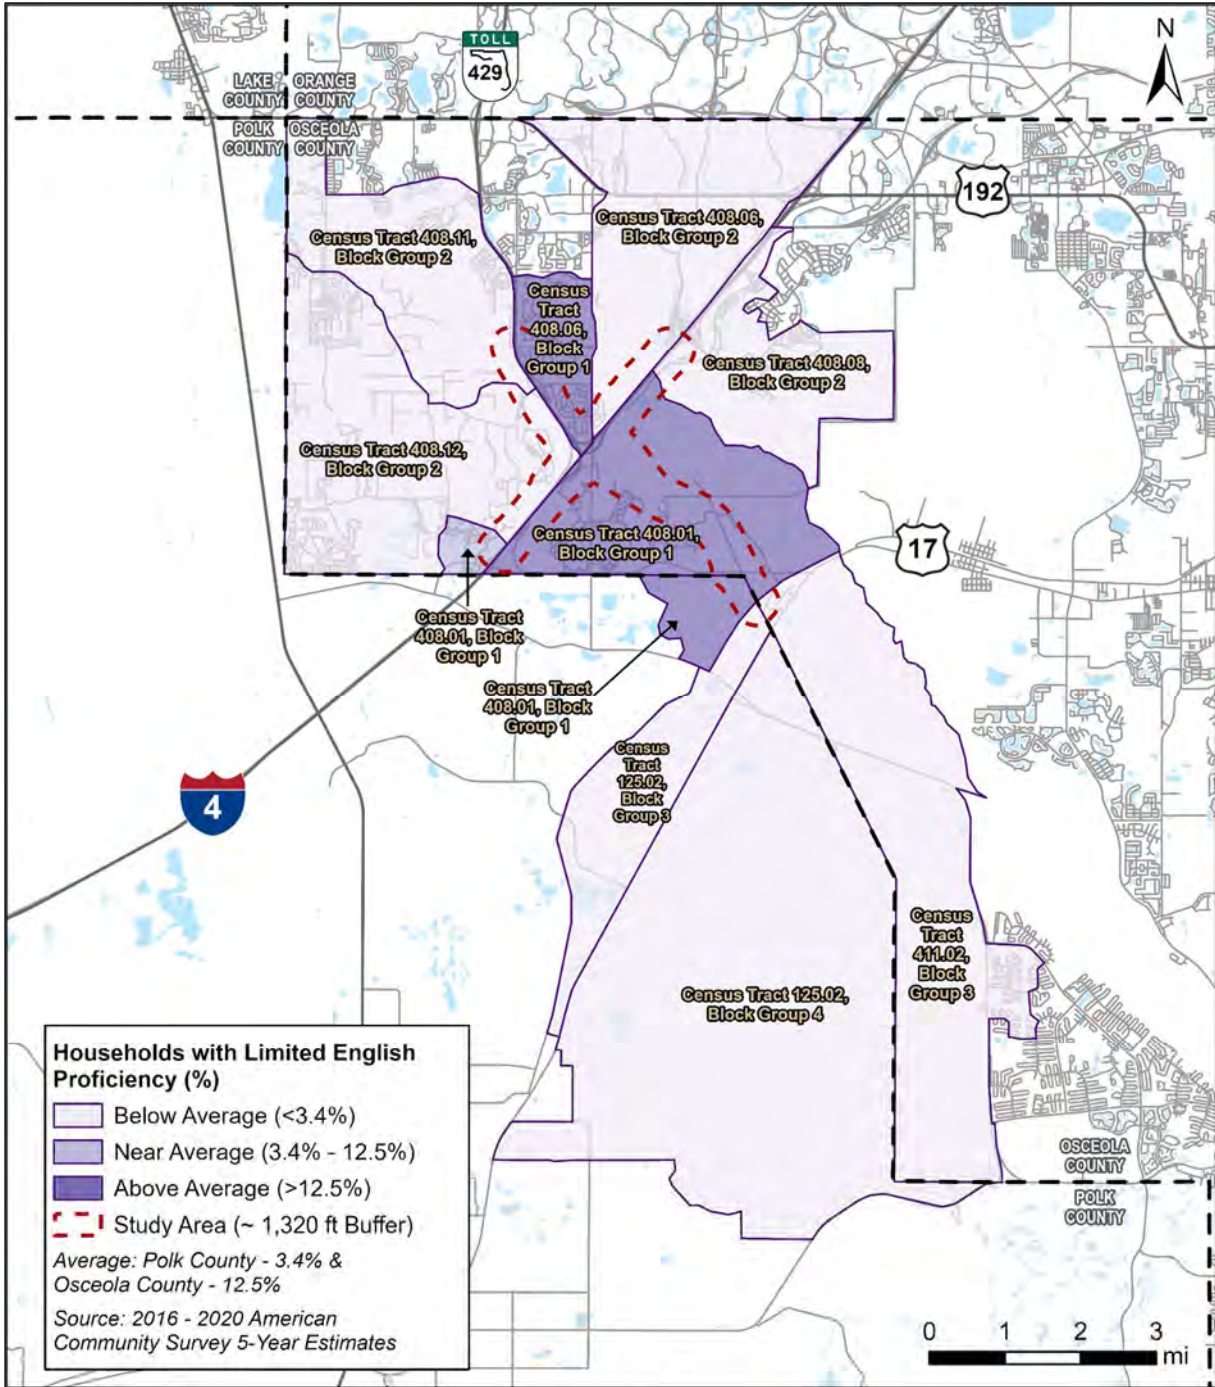 N
TOLL
429
LAKE
COUNTY
ORANGE
COUNTY
POLK
COUNTY
OSCEOLA
COUNTY
192
Census Tract 408.11,
Block Group 2
Census Tract 408.06,
Block Group 2
Census
Tract
408.06,
Block
Group 1
Census Tract 408.08,
Block Group 2
Census Tract 408.12,
Block Group 2
Census Tract 408.01,
Block Group 1
17
Census Tract
408.01, Block
Group 1
Census Tract
408.01, Block
Group 1
Census
Tract
125.02,
Block
Group 3
4
Census
Tract
411.02,
Block
Group 3
Census Tract 125.02,
Block Group 4
OSCEOLA
COUNTY
POLK
COUNTY
Households with Limited English
Proficiency (%)
Below Average (<3.4%)
Near Average (3.4% - 12.5%)
Above Average (>12.5%)
Study Area (~ 1,320 ft Buffer)
Average: Polk County - 3.4% &
Osceola County - 12.5%
Source: 2016 - 2020 American
Community Survey 5-Year Estimates
0 1 2 3
mi